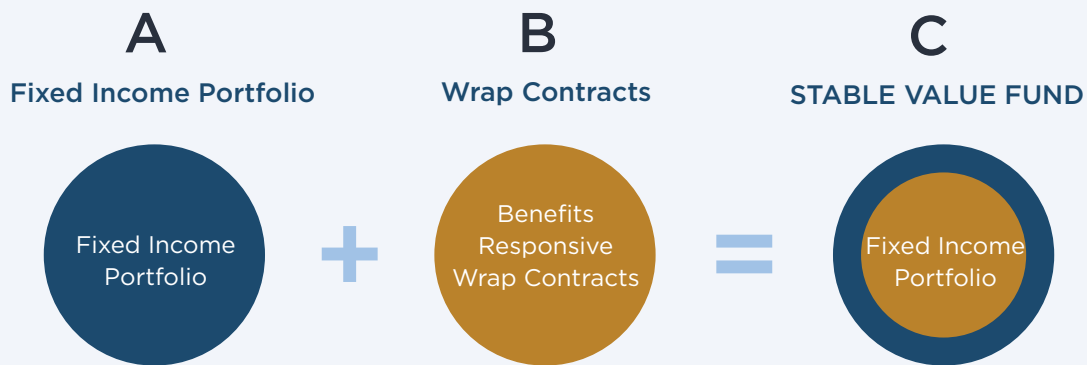 A
B
C
Fixed Income Portfolio
Wrap Contracts
STABLE VALUE FUND
Fixed Income
Portfolio
Benefits
Responsive
Wrap Contracts
Fixed Income
Portfolio